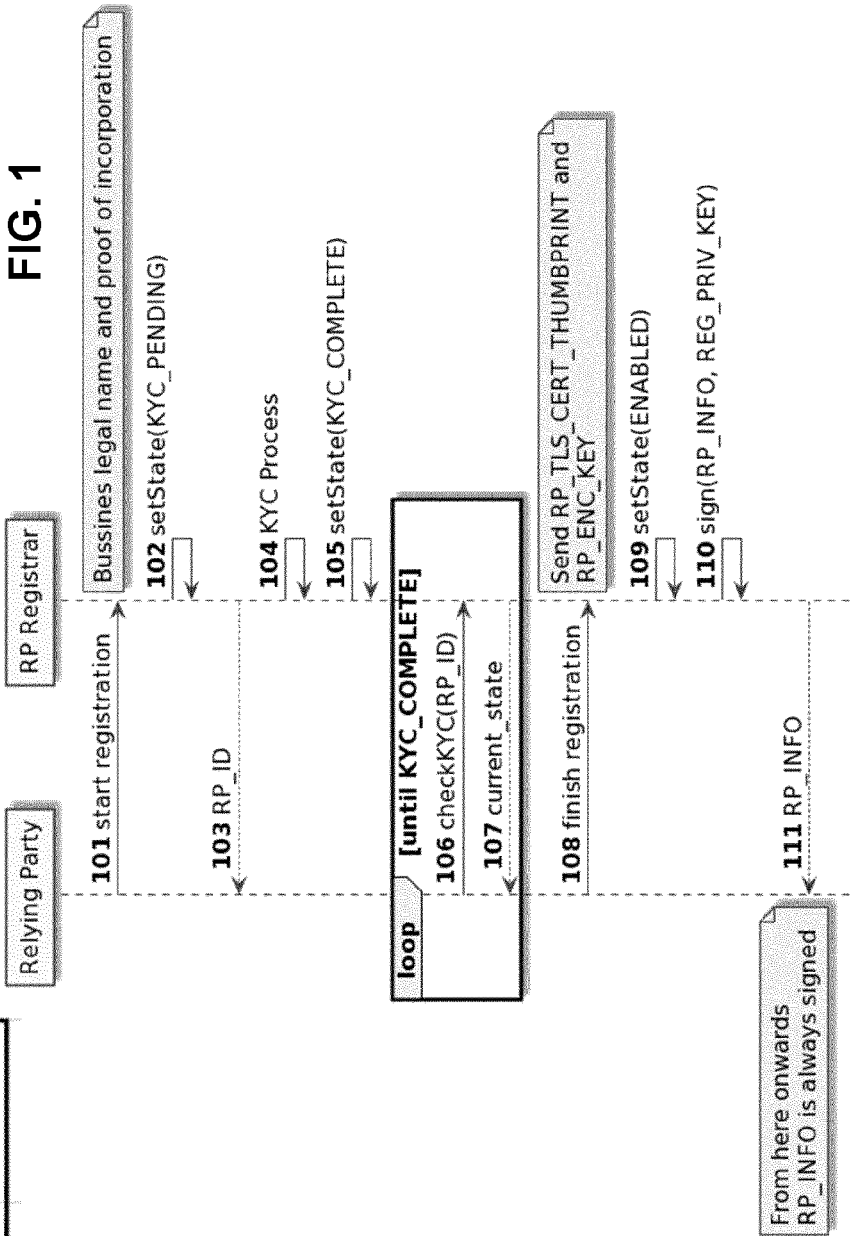 FIG. 1
Relying Party
RP Registrar
101 start registration
Bussines legal name and proof of incorporation
102 setState(KYC_PENDING)
103 RP_ID
104 KYC Process
105 setState(KYC_COMPLETE)
loop
[until KYC_COMPLETE]
106 checkKYC(RP_ID)
107 current_state
108 finish registration
Send RP_TLS_CERT_THUMBPRINT and
RP_ENC_KEY
109 setState(ENABLED)
110 sign(RP_INFO, REG_PRIV_KEY)
111 RP_INFO
From here onwards
RP_INFO is always signed